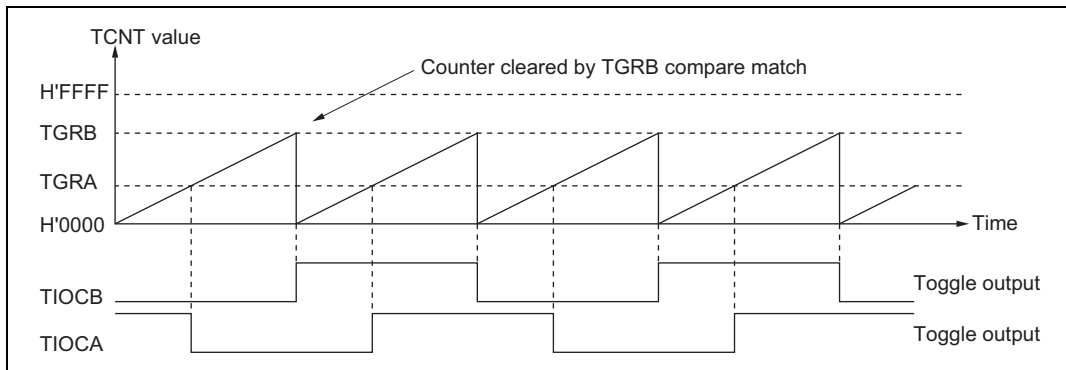 TCNT value
Counter cleared by TGRB compare match
H'FFFF
TGRB
TGRA
H'0000
Time
TIOCB
Toggle output
TIOCA
Toggle output